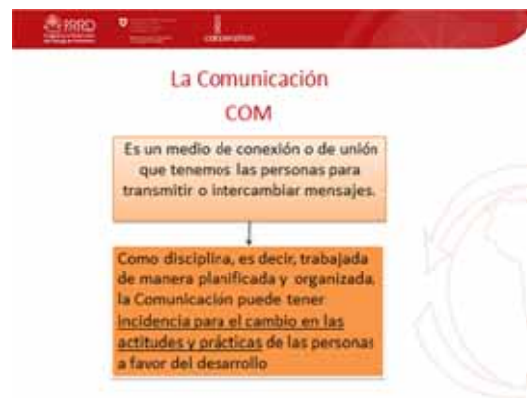 PRRD
cooperation
La Comunicación
COM
Es un medio de conexión o de unión
que tenemos las personas para
transmitir o intercambiar mensajes.
Como disciplina, es decir, trabajada
de manera planificada y organizada,
la Comunicación puede tener
incidencia para el cambio en las
actitudes y prácticas de las personas
a favor del desarrollo